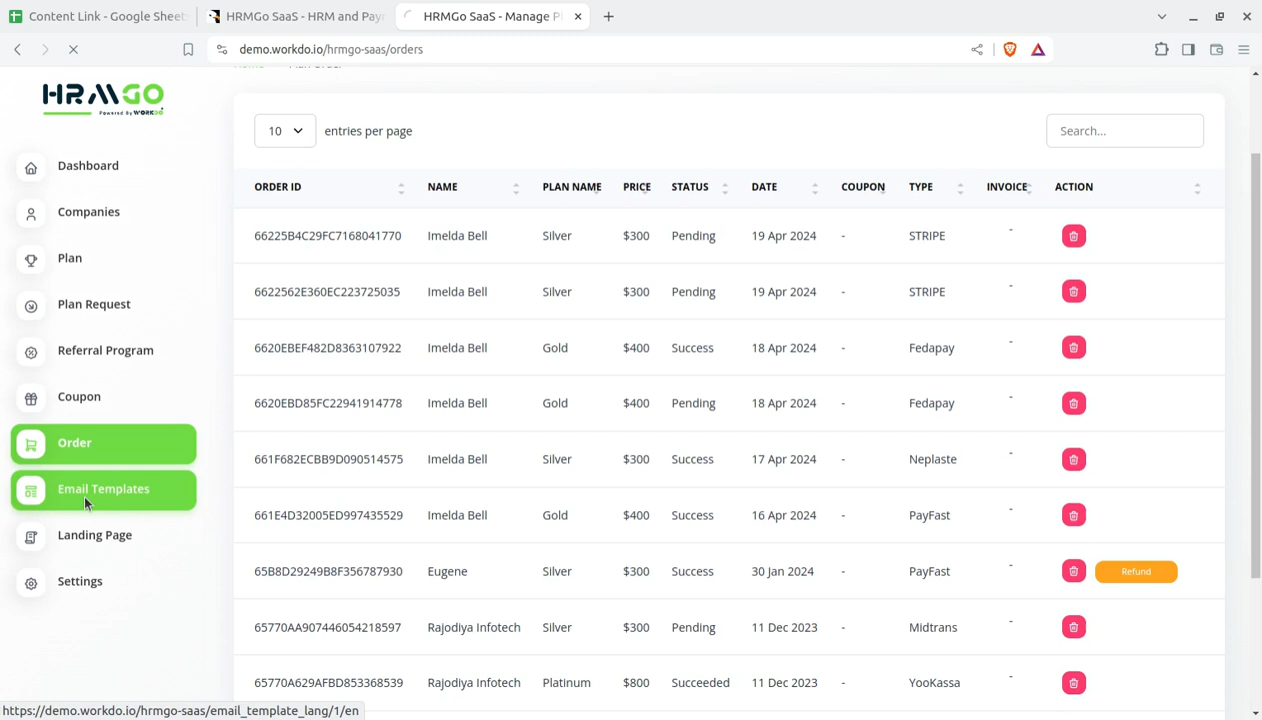 Content Link - Google Sheet
HRMGo SaaS - HRM and Payr
HRMGo SaaS - Manage Pl
demo.workdo.io/hrmgo-saas/orders
HRMGO
Powered By WORKDO
Dashboard
Companies
Plan
Plan Request
Referral Program
Coupon
Order
Email Templates
Landing Page
Settings
10 entries per page
Search...
ORDER ID NAME PLAN NAME PRICE STATUS DATE COUPON TYPE INVOICE ACTION
66225B4C29FC7168041770 Imelda Bell Silver $300 Pending 19 Apr 2024 - STRIPE -
6622562E360EC223725035 Imelda Bell Silver $300 Pending 19 Apr 2024 - STRIPE -
6620EBEF482D8363107922 Imelda Bell Gold $400 Success 18 Apr 2024 - Fedapay -
6620EBD85FC22941914778 Imelda Bell Gold $400 Pending 18 Apr 2024 - Fedapay -
661F682ECBB9D090514575 Imelda Bell Silver $300 Success 17 Apr 2024 - Neplaste -
661E4D32005ED997435529 Imelda Bell Gold $400 Success 16 Apr 2024 - PayFast -
65B8D29249B8F356787930 Eugene Silver $300 Success 30 Jan 2024 - PayFast - Refund
65770AA907446054218597 Rajodiya Infotech Silver $300 Pending 11 Dec 2023 - Midtrans -
65770A629AFBD853368539 Rajodiya Infotech Platinum $800 Succeeded 11 Dec 2023 - YooKassa -
https://demo.workdo.io/hrmgo-saas/email_template_lang/1/en